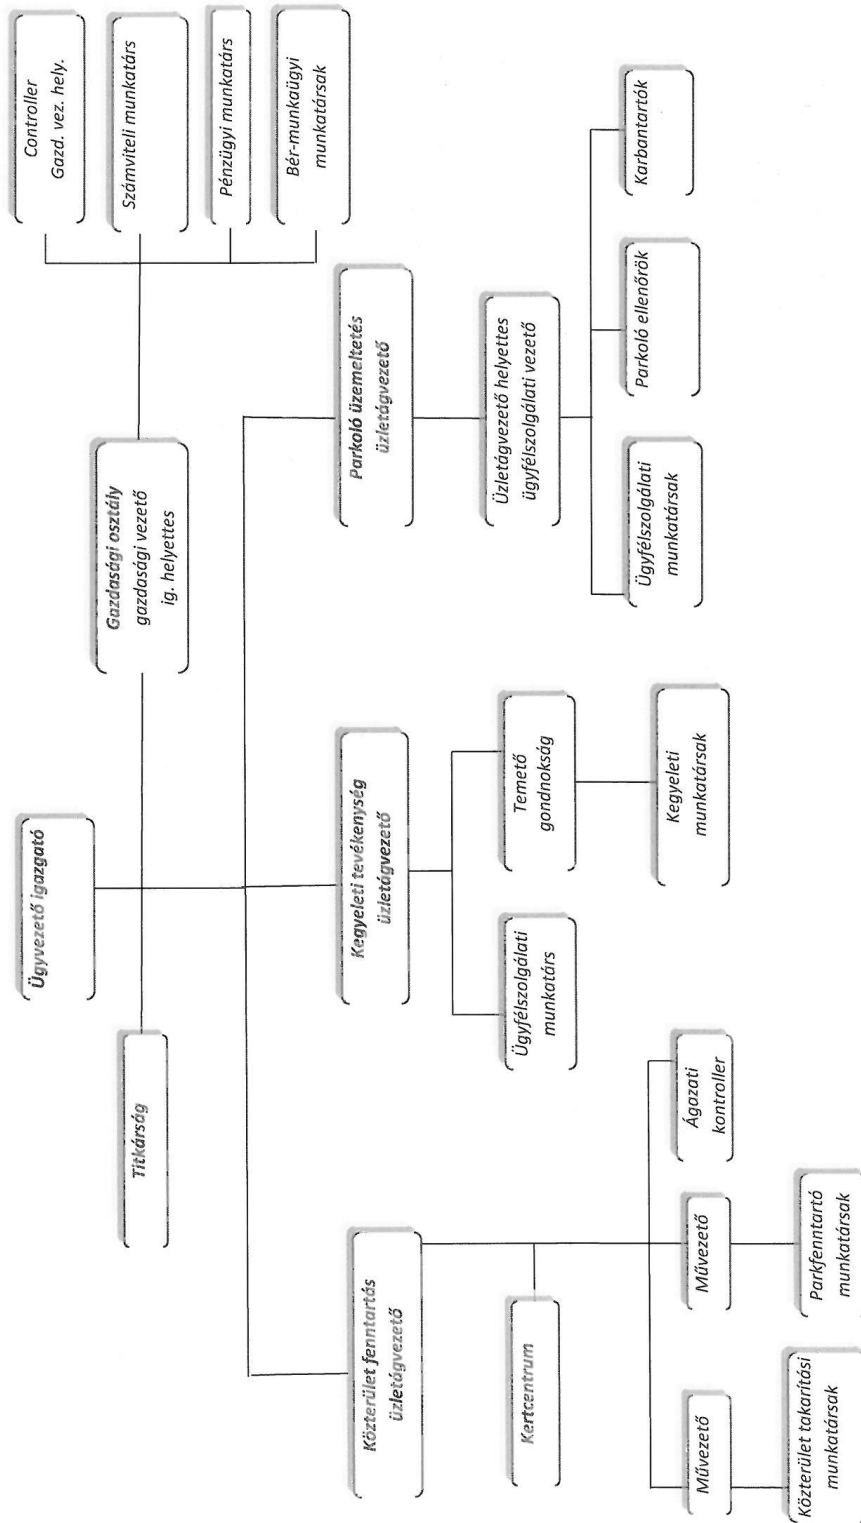 Ügyvezető igazgató
Titkárság
Gazdasági osztály
gazdasági vezető
ig. helyettes
Controller
Gazd. vez. hely.
Számviteli munkatárs
Pénzügyi munkatárs
Bér-munkaügyi
munkatársak
Közterület fenntartás
üzletágvezető
Kertcentrum
Művezető
Közterület takarítási
munkatársak
Művezető
Parkfenntartó
munkatársak
Ágazati
kontroller
Kegyeleti tevékenység
üzletágvezető
Ügyfélszolgálati
munkatárs
Temető
gondnokság
Kegyeleti
munkatársak
Parkoló üzemeltetés
üzletágvezető
Üzletágvezető helyettes
ügyfélszolgálati vezető
Ügyfélszolgálati
munkatársak
Parkoló ellenőrök
Karbantartók